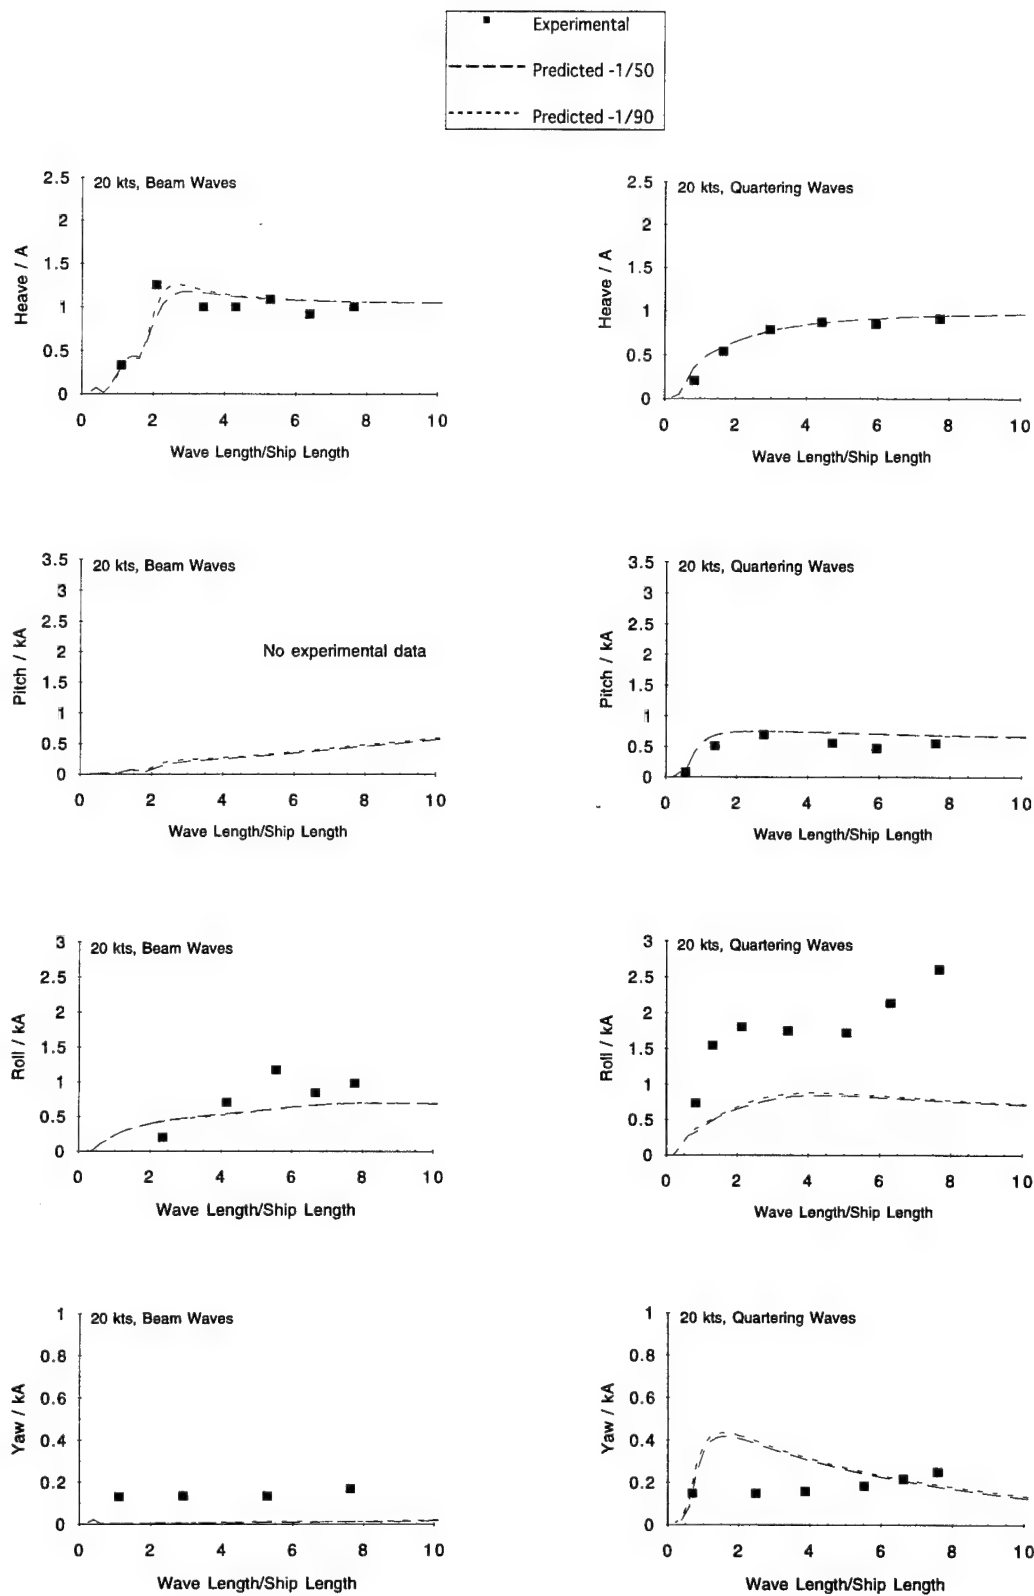 Experimental
Predicted -1/50
Predicted -1/90
20 kts, Beam Waves
2.5
2
1.5
1
0.5
0
Heave / A
0 2 4 6 8 10
Wave Length/Ship Length
20 kts, Quartering Waves
2.5
2
1.5
1
0.5
0
Heave / A
0 2 4 6 8 10
Wave Length/Ship Length
20 kts, Beam Waves
3.5
3
2.5
2
1.5
1
0.5
0
Pitch / kA
No experimental data
0 2 4 6 8 10
Wave Length/Ship Length
20 kts, Quartering Waves
3.5
3
2.5
2
1.5
1
0.5
0
Pitch / kA
0 2 4 6 8 10
Wave Length/Ship Length
20 kts, Beam Waves
3
2.5
2
1.5
1
0.5
0
Roll / kA
0 2 4 6 8 10
Wave Length/Ship Length
20 kts, Quartering Waves
3
2.5
2
1.5
1
0.5
0
Roll / kA
0 2 4 6 8 10
Wave Length/Ship Length
20 kts, Beam Waves
1
0.8
0.6
0.4
0.2
0
Yaw / kA
0 2 4 6 8 10
Wave Length/Ship Length
20 kts, Quartering Waves
1
0.8
0.6
0.4
0.2
0
Yaw / kA
0 2 4 6 8 10
Wave Length/Ship Length